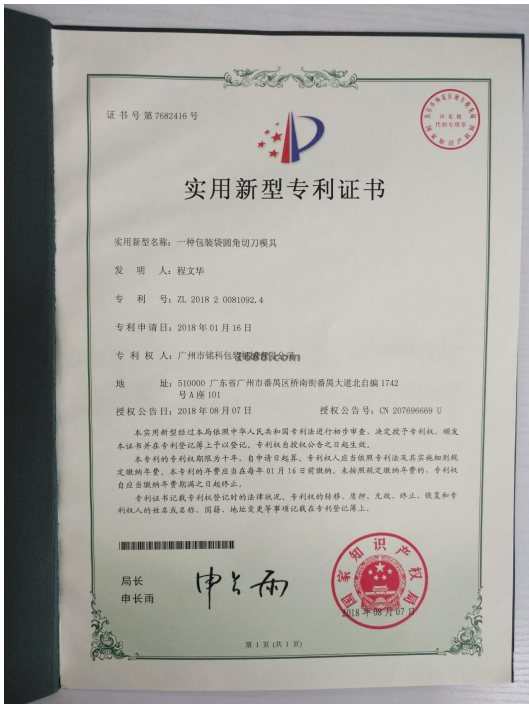 证书号第7682416号
印花税
代扣专用章
实用新型专利证书
实用新型名称：一种包装袋圆角切刀模具
发 明 人：程文华
专 利 号：ZL 2018 2 0081092.4
专利申请日：2018年01月16日
专 利 权 人：广州市铭科包装
1688.com
地 址：510000 广东省广州市番禺区桥南街番禺大道北自编1742
号A座101
授权公告日：2018年08月07日 授权公告号：CN 207696669 U
本实用新型经过本局依照中华人民共和国专利法进行初步审查，决定授予专利权，颁发
本证书并在专利登记簿上予以登记。专利权自授权公告之日起生效。
本专利的专利权期限为十年，自申请日起算。专利权人应当依照专利法及其实施细则规
定缴纳年费。本专利的年费应当在每年01月16日前缴纳。未按照规定缴纳年费的，专利权
自应当缴纳年费期满之日起终止。
专利证书记载专利权登记时的法律状况。专利权的转移、质押、无效、终止、恢复和专
利权人的姓名或名称、国籍、地址变更等事项记载在专利登记簿上。
局长
申长雨
申长雨
国家知识产权局
2018年08月07日
第1页（共1页）